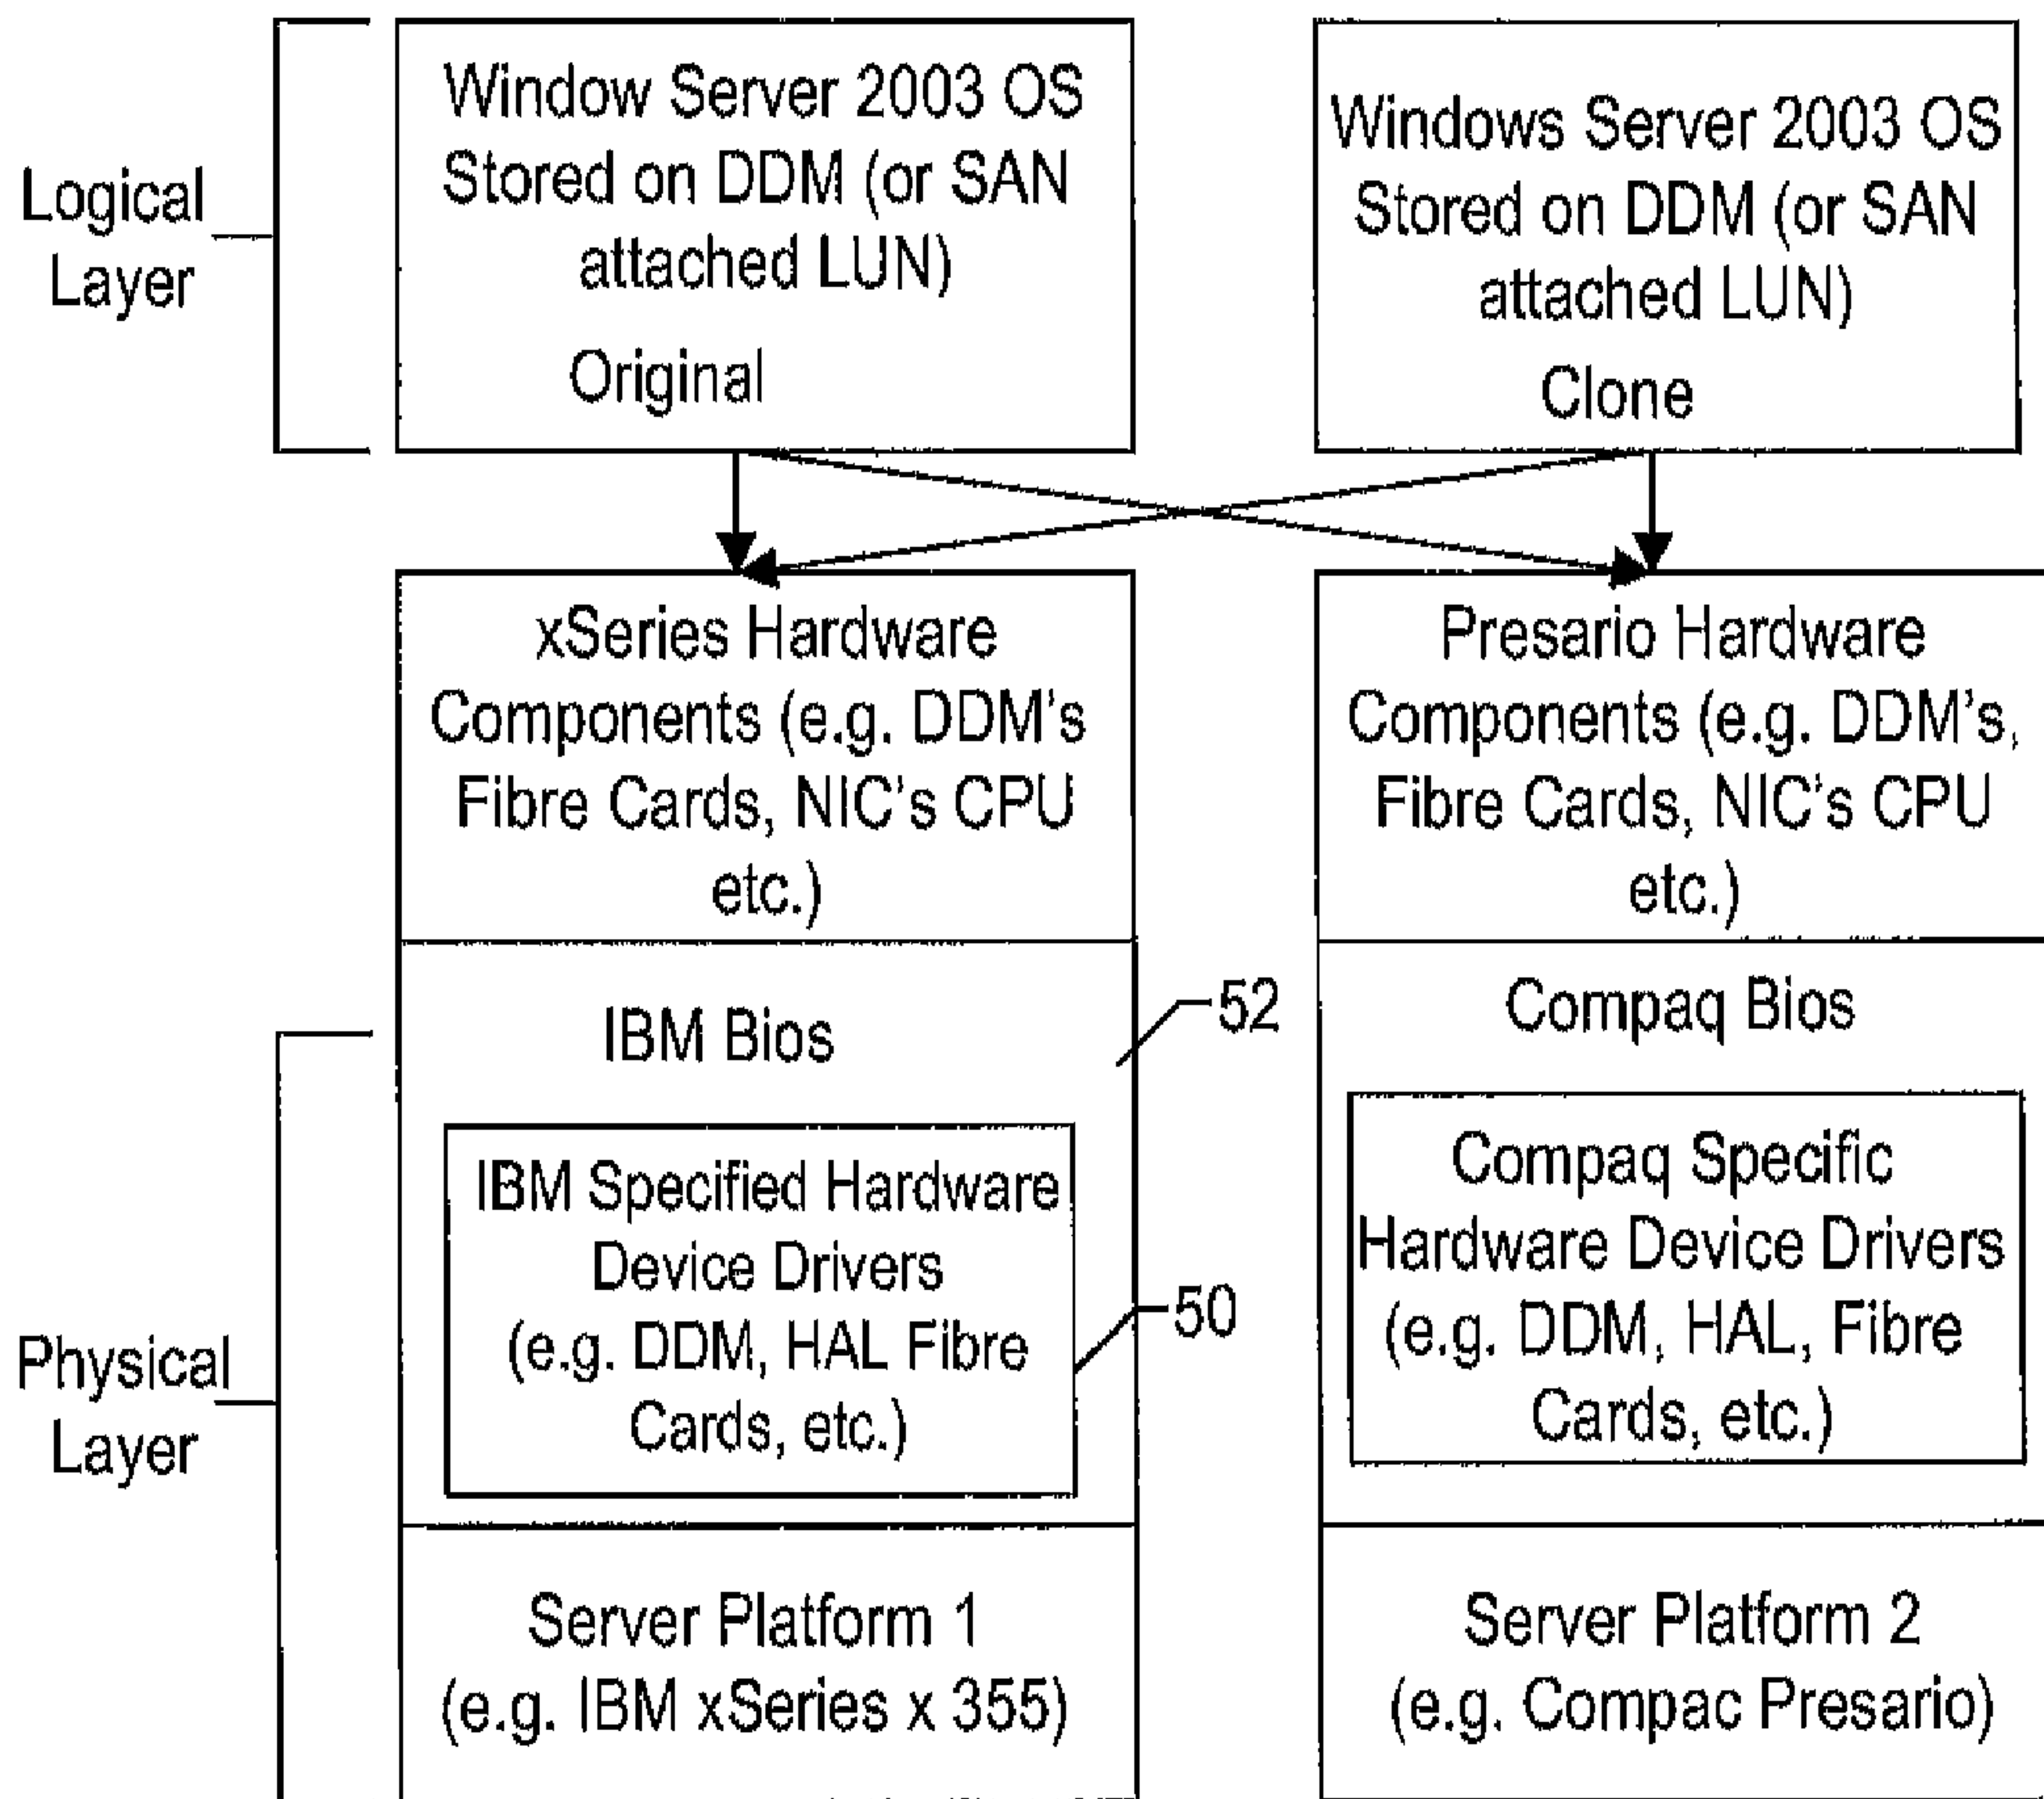 Logical
Layer
Window Server 2003 OS
Stored on DDM (or SAN
attached LUN)
Original
Windows Server 2003 OS
Stored on DDM (or SAN
attached LUN)
Clone
xSeries Hardware
Components (e.g. DDM's
Fibre Cards, NIC's CPU
etc.)
Presario Hardware
Components (e.g. DDM's,
Fibre Cards, NIC's CPU
etc.)
Physical
Layer
IBM Bios
52
IBM Specified Hardware
Device Drivers
(e.g. DDM, HAL Fibre
Cards, etc.)
50
Compaq Bios
Compaq Specific
Hardware Device Drivers
(e.g. DDM, HAL, Fibre
Cards, etc.)
Server Platform 1
(e.g. IBM xSeries x 355)
Server Platform 2
(e.g. Compac Presario)